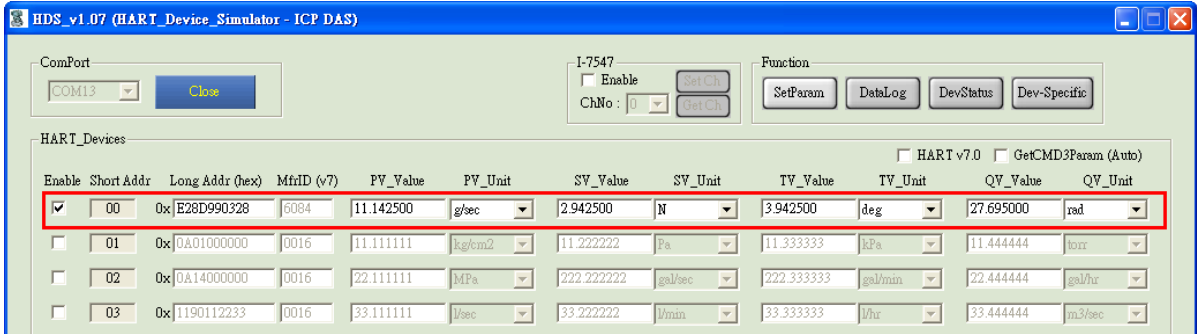 HDS_v1.07 (HART_Device_Simulator - ICP DAS)
ComPort
COM13 Close
I-7547
Enable Set Ch
ChNo : 0 Get Ch
Function
SetParam DataLog DevStatus Dev-Specific
HART_Devices
HART v7.0 GetCMD3Param (Auto)
Enable Short Addr Long Addr (hex) MfrID (v7) PV_Value PV_Unit SV_Value SV_Unit TV_Value TV_Unit QV_Value QV_Unit
00 0x E28D990328 6084 11.142500 g/sec 2.942500 N 3.942500 deg 27.695000 rad
01 0x 0A01000000 0016 11.111111 kg/cm2 11.222222 Pa 11.333333 kPa 11.444444 torr
02 0x 0A14000000 0016 22.111111 MPa 222.222222 gal/sec 222.333333 gal/min 22.444444 gal/hr
03 0x 1190112233 0016 33.111111 l/sec 33.222222 l/min 33.333333 l/hr 33.444444 m3/sec